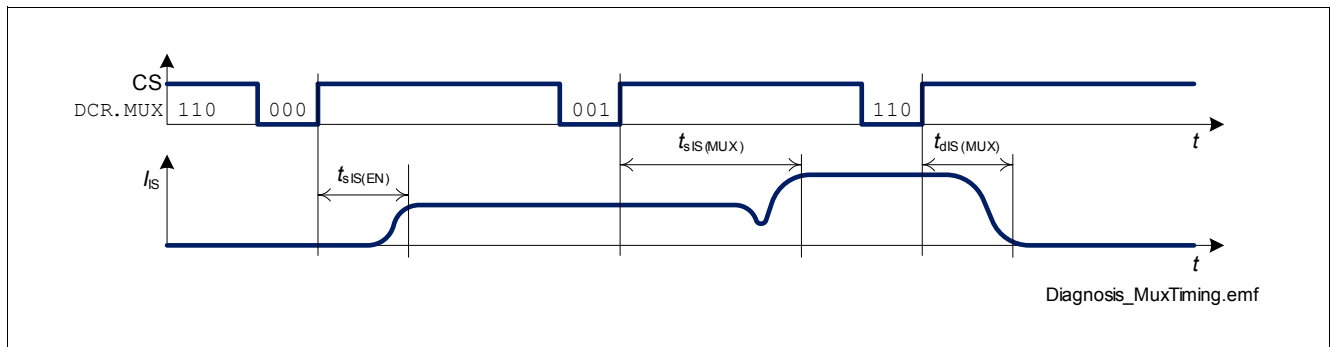 CS
DCR.MUX 110 000 001 110
t
tsIS(MUX) tdIS(MUX)
IIS tsIS(EN)
t
Diagnosis_MuxTiming.emf